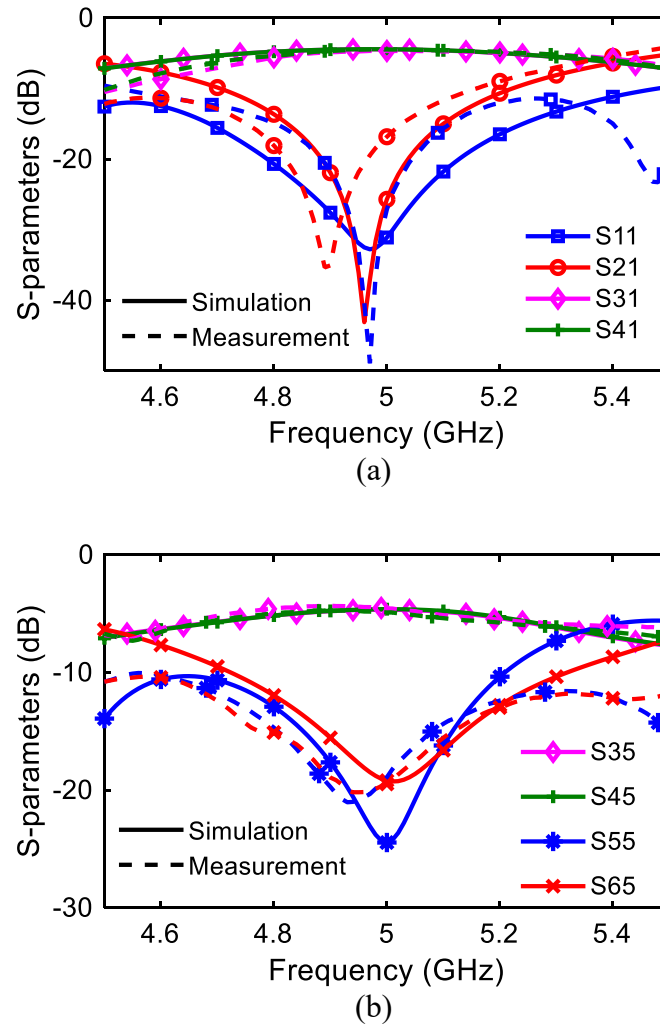 0
-20
-40
S-parameters (dB)
S11
S21
S31
S41
Simulation
Measurement
4.6 4.8 5 5.2 5.4
Frequency (GHz)
(a)
0
-10
-20
-30
S-parameters (dB)
S35
S45
S55
S65
Simulation
Measurement
4.6 4.8 5 5.2 5.4
Frequency (GHz)
(b)